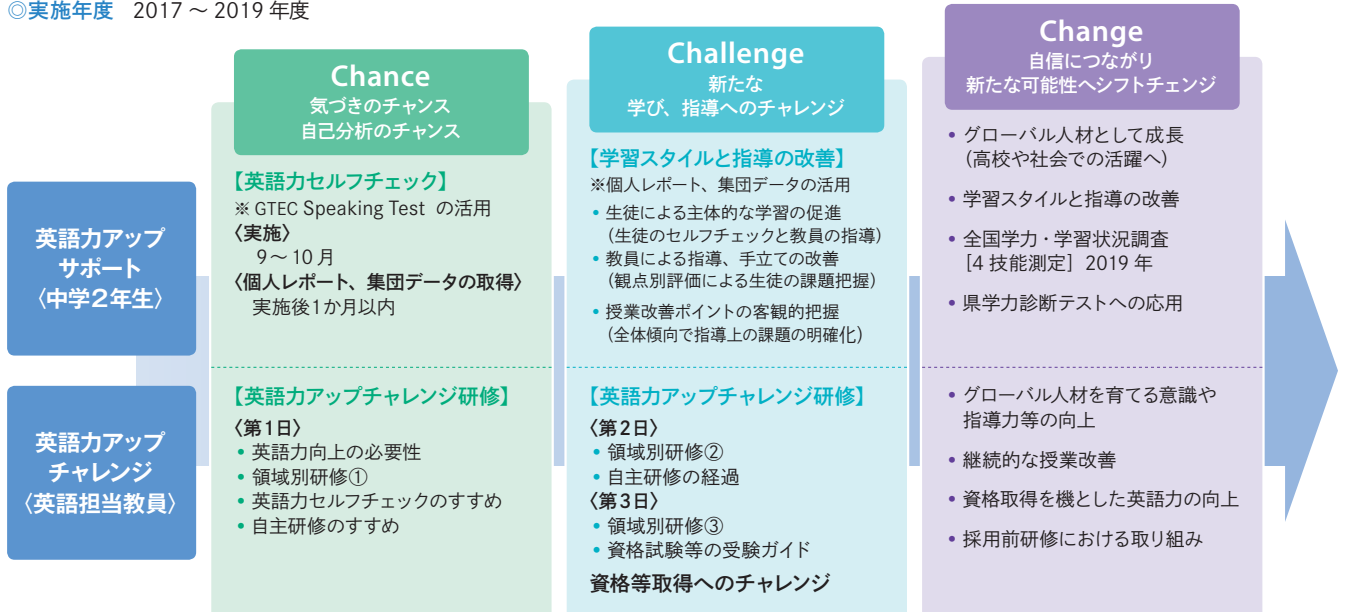 ◎実施年度 2017 〜 2019 年度
Chance
気づきのチャンス
自己分析のチャンス
Challenge
新たな
学び、指導へのチャレンジ
Change
自信につながり
新たな可能性へシフトチェンジ
英語力アップ
サポート
〈中学2年生〉
【英語力セルフチェック】
※ GTEC Speaking Test の活用
〈実施〉
9〜 10 月
〈個人レポート、集団データの取得〉
実施後1か月以内
【学習スタイルと指導の改善】
※個人レポート、集団データの活用
• 生徒による主体的な学習の促進
(生徒のセルフチェックと教員の指導)
• 教員による指導、手立ての改善
(観点別評価による生徒の課題把握)
• 授業改善ポイントの客観的把握
(全体傾向で指導上の課題の明確化)
• グローバル人材として成長
(高校や社会での活躍へ)
• 学習スタイルと指導の改善
• 全国学力・学習状況調査
[4 技能測定] 2019 年
• 県学力診断テストへの応用
英語力アップ
チャレンジ
〈英語担当教員〉
【英語力アップチャレンジ研修】
〈第1日〉
• 英語力向上の必要性
• 領域別研修①
• 英語力セルフチェックのすすめ
• 自主研修のすすめ
【英語力アップチャレンジ研修】
〈第2日〉
• 領域別研修②
• 自主研修の経過
〈第3日〉
• 領域別研修③
• 資格試験等の受験ガイド
資格等取得へのチャレンジ
• グローバル人材を育てる意識や
指導力等の向上
• 継続的な授業改善
• 資格取得を機とした英語力の向上
• 採用前研修における取り組み